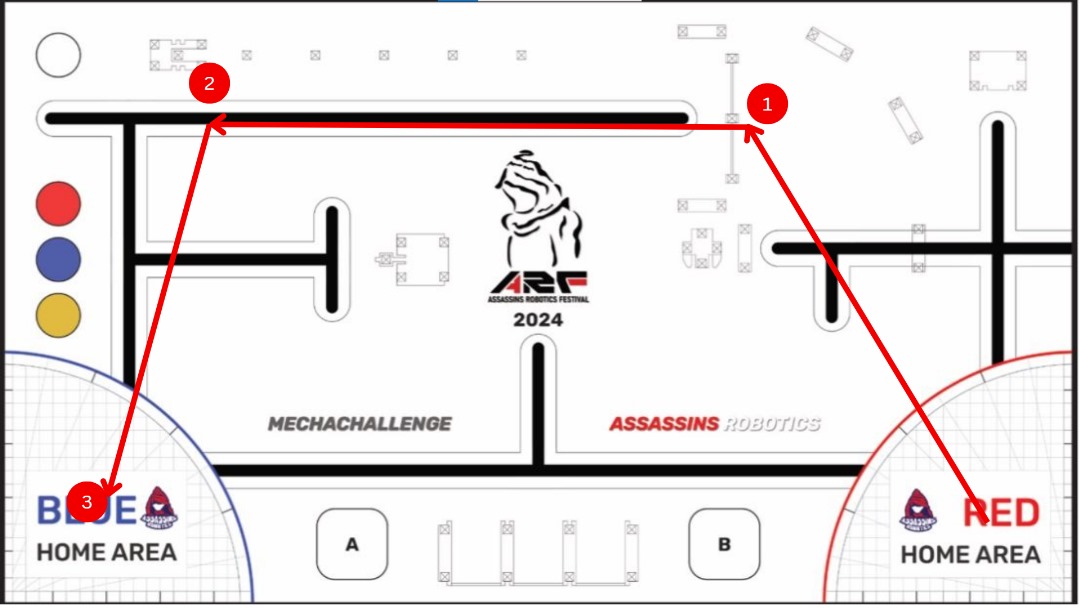 1
2
ARF
ASSASSINS ROBOTICS FESTIVAL
2024
MECHACHALLENGE
ASSASSINS ROBOTICS
3
BLUE
HOME AREA
A
B
RED
HOME AREA